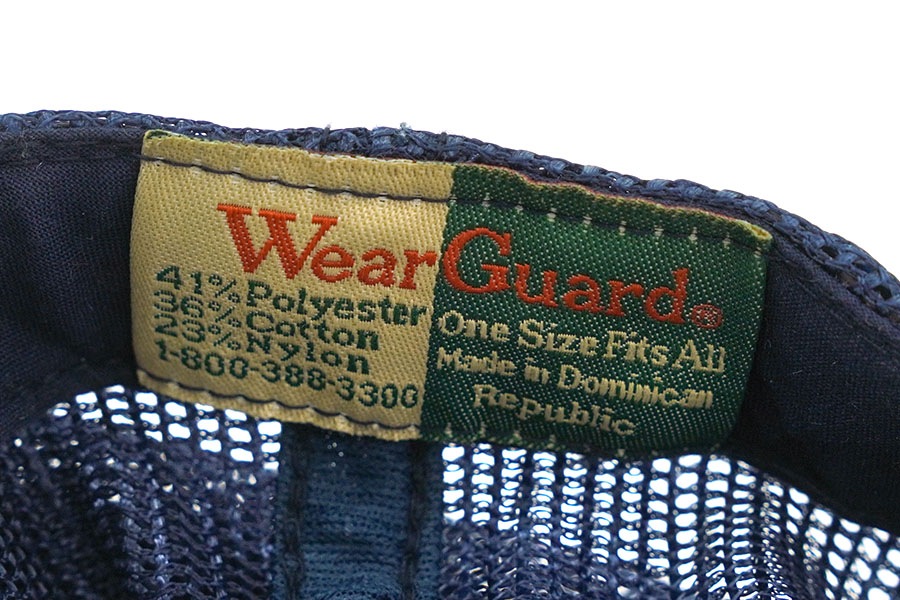 WearGuard®
41% Polyester
36% Cotton
23% Nylon
1-800-388-3300
One Size Fits All
Made in Dominican
Republic